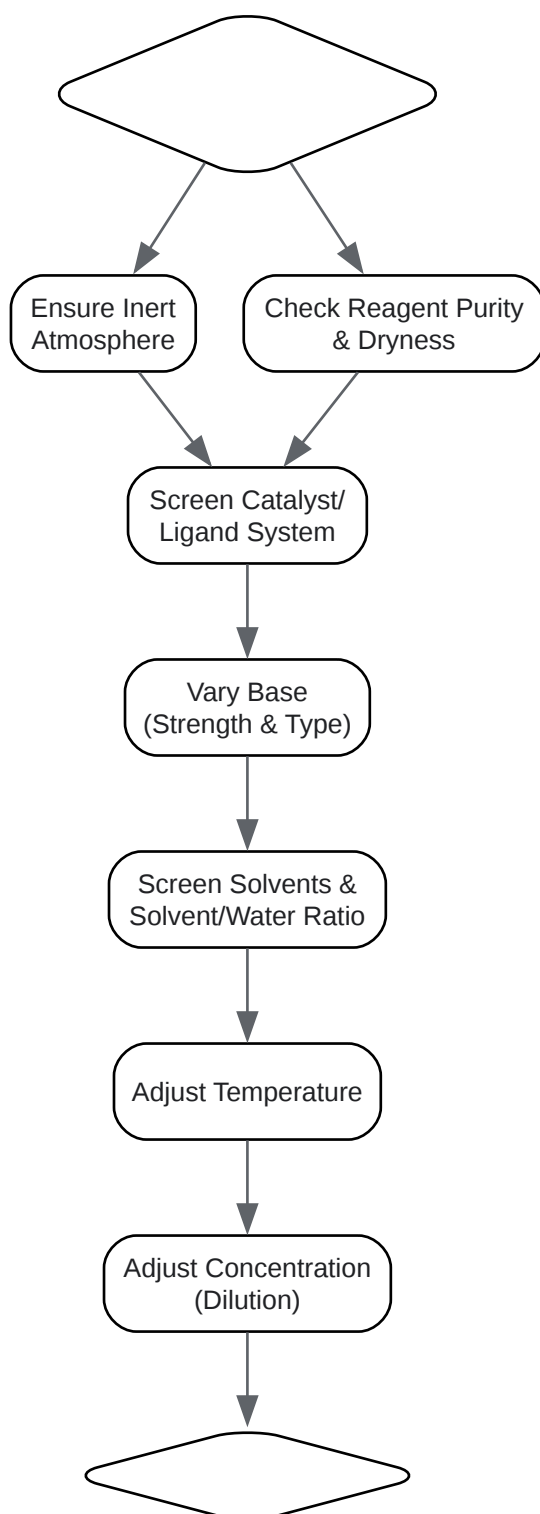 Ensure Inert
Atmosphere
Check Reagent Purity
& Dryness
Screen Catalyst/
Ligand System
Vary Base
(Strength & Type)
Screen Solvents &
Solvent/Water Ratio
Adjust Temperature
Adjust Concentration
(Dilution)